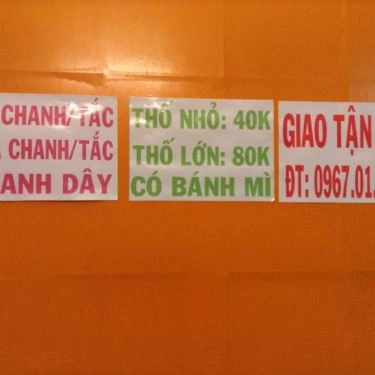 CHANH/TẮC
CHANH/TẮC
ANH DÂY
THỐ NHỎ: 40K
THỐ LỚN: 80K
CÓ BÁNH MÌ
GIAO TẬN
ĐT: 0967.01.